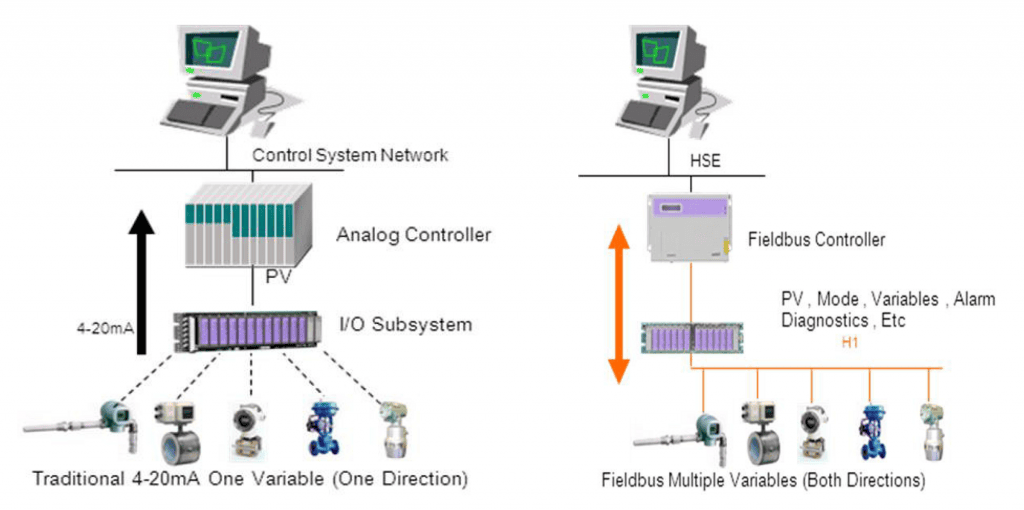 Control System Network
Analog Controller
PV
4-20mA
I/O Subsystem
Traditional 4-20mA One Variable (One Direction)
HSE
Fieldbus Controller
PV , Mode , Variables , Alarm
Diagnostics , Etc
H1
Fieldbus Multiple Variables (Both Directions)